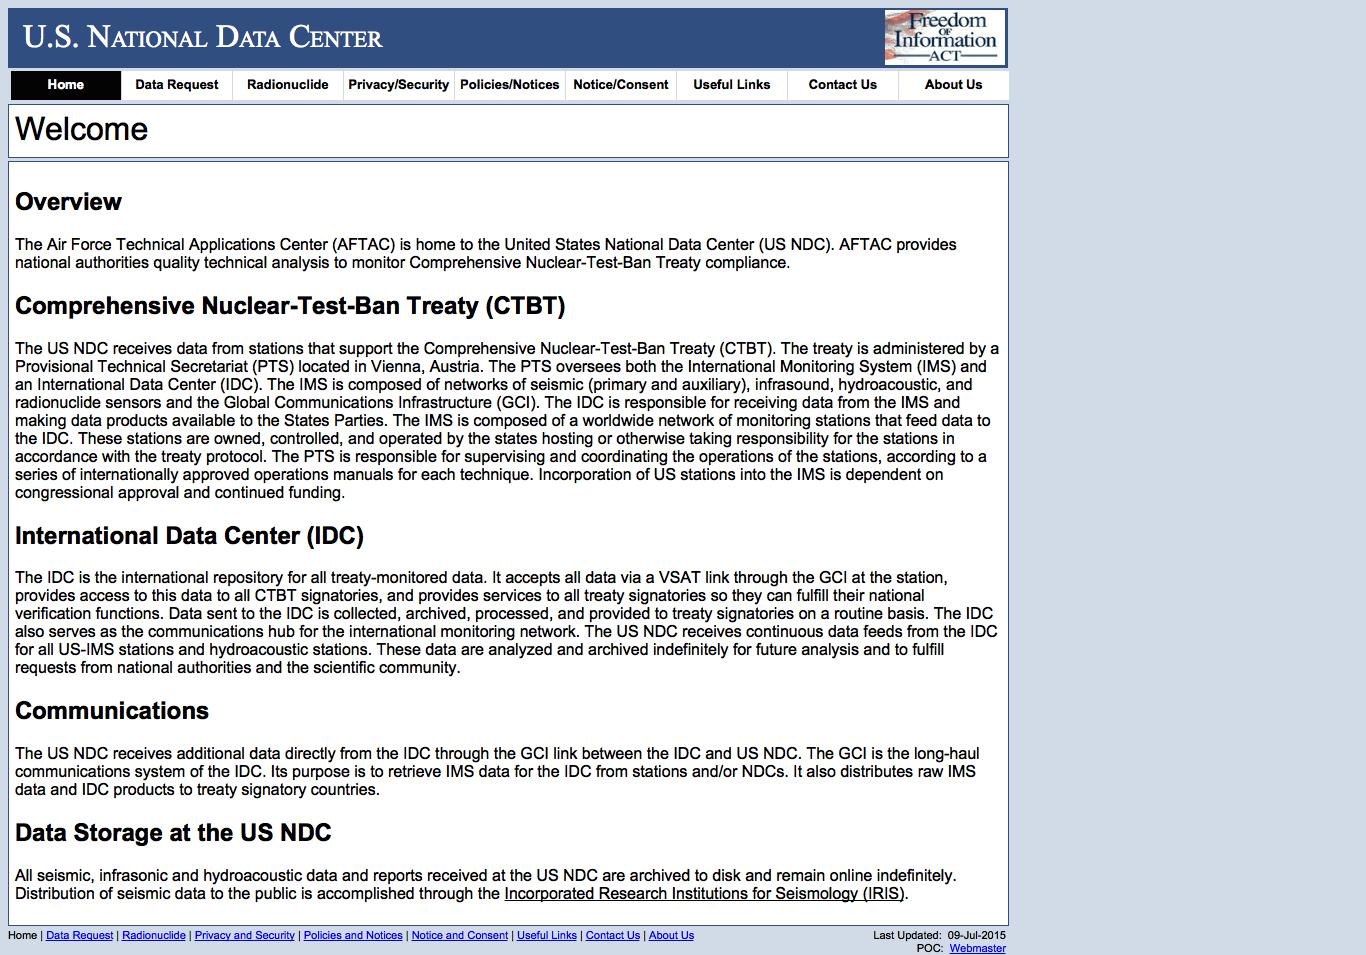 U.S. National Data Center
Freedom
OF
Information
ACT
Home Data Request Radionuclide Privacy/Security Policies/Notices Notice/Consent Useful Links Contact Us About Us
Welcome
Overview
The Air Force Technical Applications Center (AFTAC) is home to the United States National Data Center (US NDC). AFTAC provides
national authorities quality technical analysis to monitor Comprehensive Nuclear-Test-Ban Treaty compliance.
Comprehensive Nuclear-Test-Ban Treaty (CTBT)
The US NDC receives data from stations that support the Comprehensive Nuclear-Test-Ban Treaty (CTBT). The treaty is administered by a
Provisional Technical Secretariat (PTS) located in Vienna, Austria. The PTS oversees both the International Monitoring System (IMS) and
an International Data Center (IDC). The IMS is composed of networks of seismic (primary and auxiliary), infrasound, hydroacoustic, and
radionuclide sensors and the Global Communications Infrastructure (GCI). The IDC is responsible for receiving data from the IMS and
making data products available to the States Parties. The IMS is composed of a worldwide network of monitoring stations that feed data to
the IDC. These stations are owned, controlled, and operated by the states hosting or otherwise taking responsibility for the stations in
accordance with the treaty protocol. The PTS is responsible for supervising and coordinating the operations of the stations, according to a
series of internationally approved operations manuals for each technique. Incorporation of US stations into the IMS is dependent on
congressional approval and continued funding.
International Data Center (IDC)
The IDC is the international repository for all treaty-monitored data. It accepts all data via a VSAT link through the GCI at the station,
provides access to this data to all CTBT signatories, and provides services to all treaty signatories so they can fulfill their national
verification functions. Data sent to the IDC is collected, archived, processed, and provided to treaty signatories on a routine basis. The IDC
also serves as the communications hub for the international monitoring network. The US NDC receives continuous data feeds from the IDC
for all US-IMS stations and hydroacoustic stations. These data are analyzed and archived indefinitely for future analysis and to fulfill
requests from national authorities and the scientific community.
Communications
The US NDC receives additional data directly from the IDC through the GCI link between the IDC and US NDC. The GCI is the long-haul
communications system of the IDC. Its purpose is to retrieve IMS data for the IDC from stations and/or NDCs. It also distributes raw IMS
data and IDC products to treaty signatory countries.
Data Storage at the US NDC
All seismic, infrasonic and hydroacoustic data and reports received at the US NDC are archived to disk and remain online indefinitely.
Distribution of seismic data to the public is accomplished through the Incorporated Research Institutions for Seismology (IRIS).
Home | Data Request | Radionuclide | Privacy and Security | Policies and Notices | Notice and Consent | Useful Links | Contact Us | About Us
Last Updated: 09-Jul-2015
POC: Webmaster